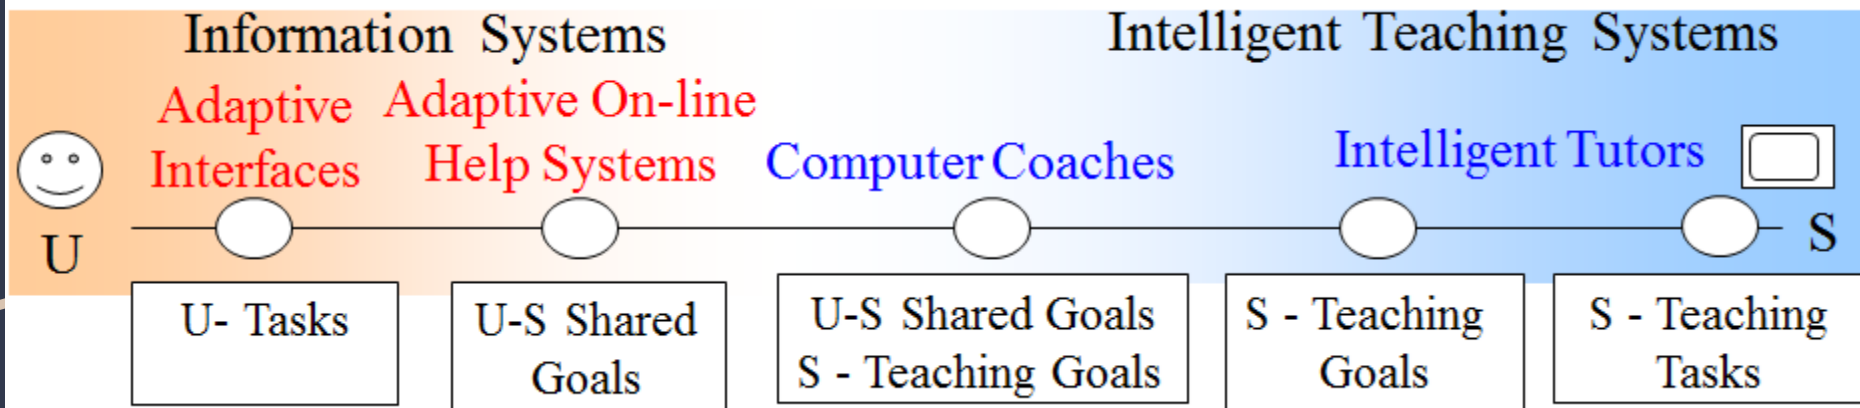 Information Systems
Intelligent Teaching Systems
Adaptive
Interfaces
Adaptive On-line
Help Systems
Computer Coaches
Intelligent Tutors
U
S
U- Tasks
U-S Shared
Goals
U-S Shared Goals
S - Teaching Goals
S - Teaching
Goals
S - Teaching
Tasks